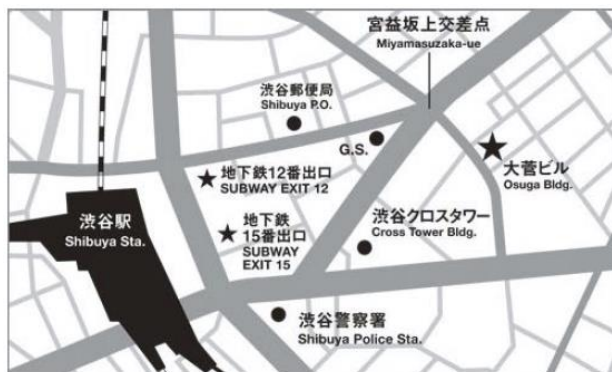 宮益坂上交差点
Miyamasuzaka-ue
渋谷郵便局
Shibuya P.O.
G.S.
大菅ビル
Osuga Bldg.
地下鉄12番出口
SUBWAY EXIT 12
渋谷駅
Shibuya Sta.
地下鉄
15番出口
SUBWAY
EXIT 15
渋谷クロスタワー
Cross Tower Bldg.
渋谷警察署
Shibuya Police Sta.